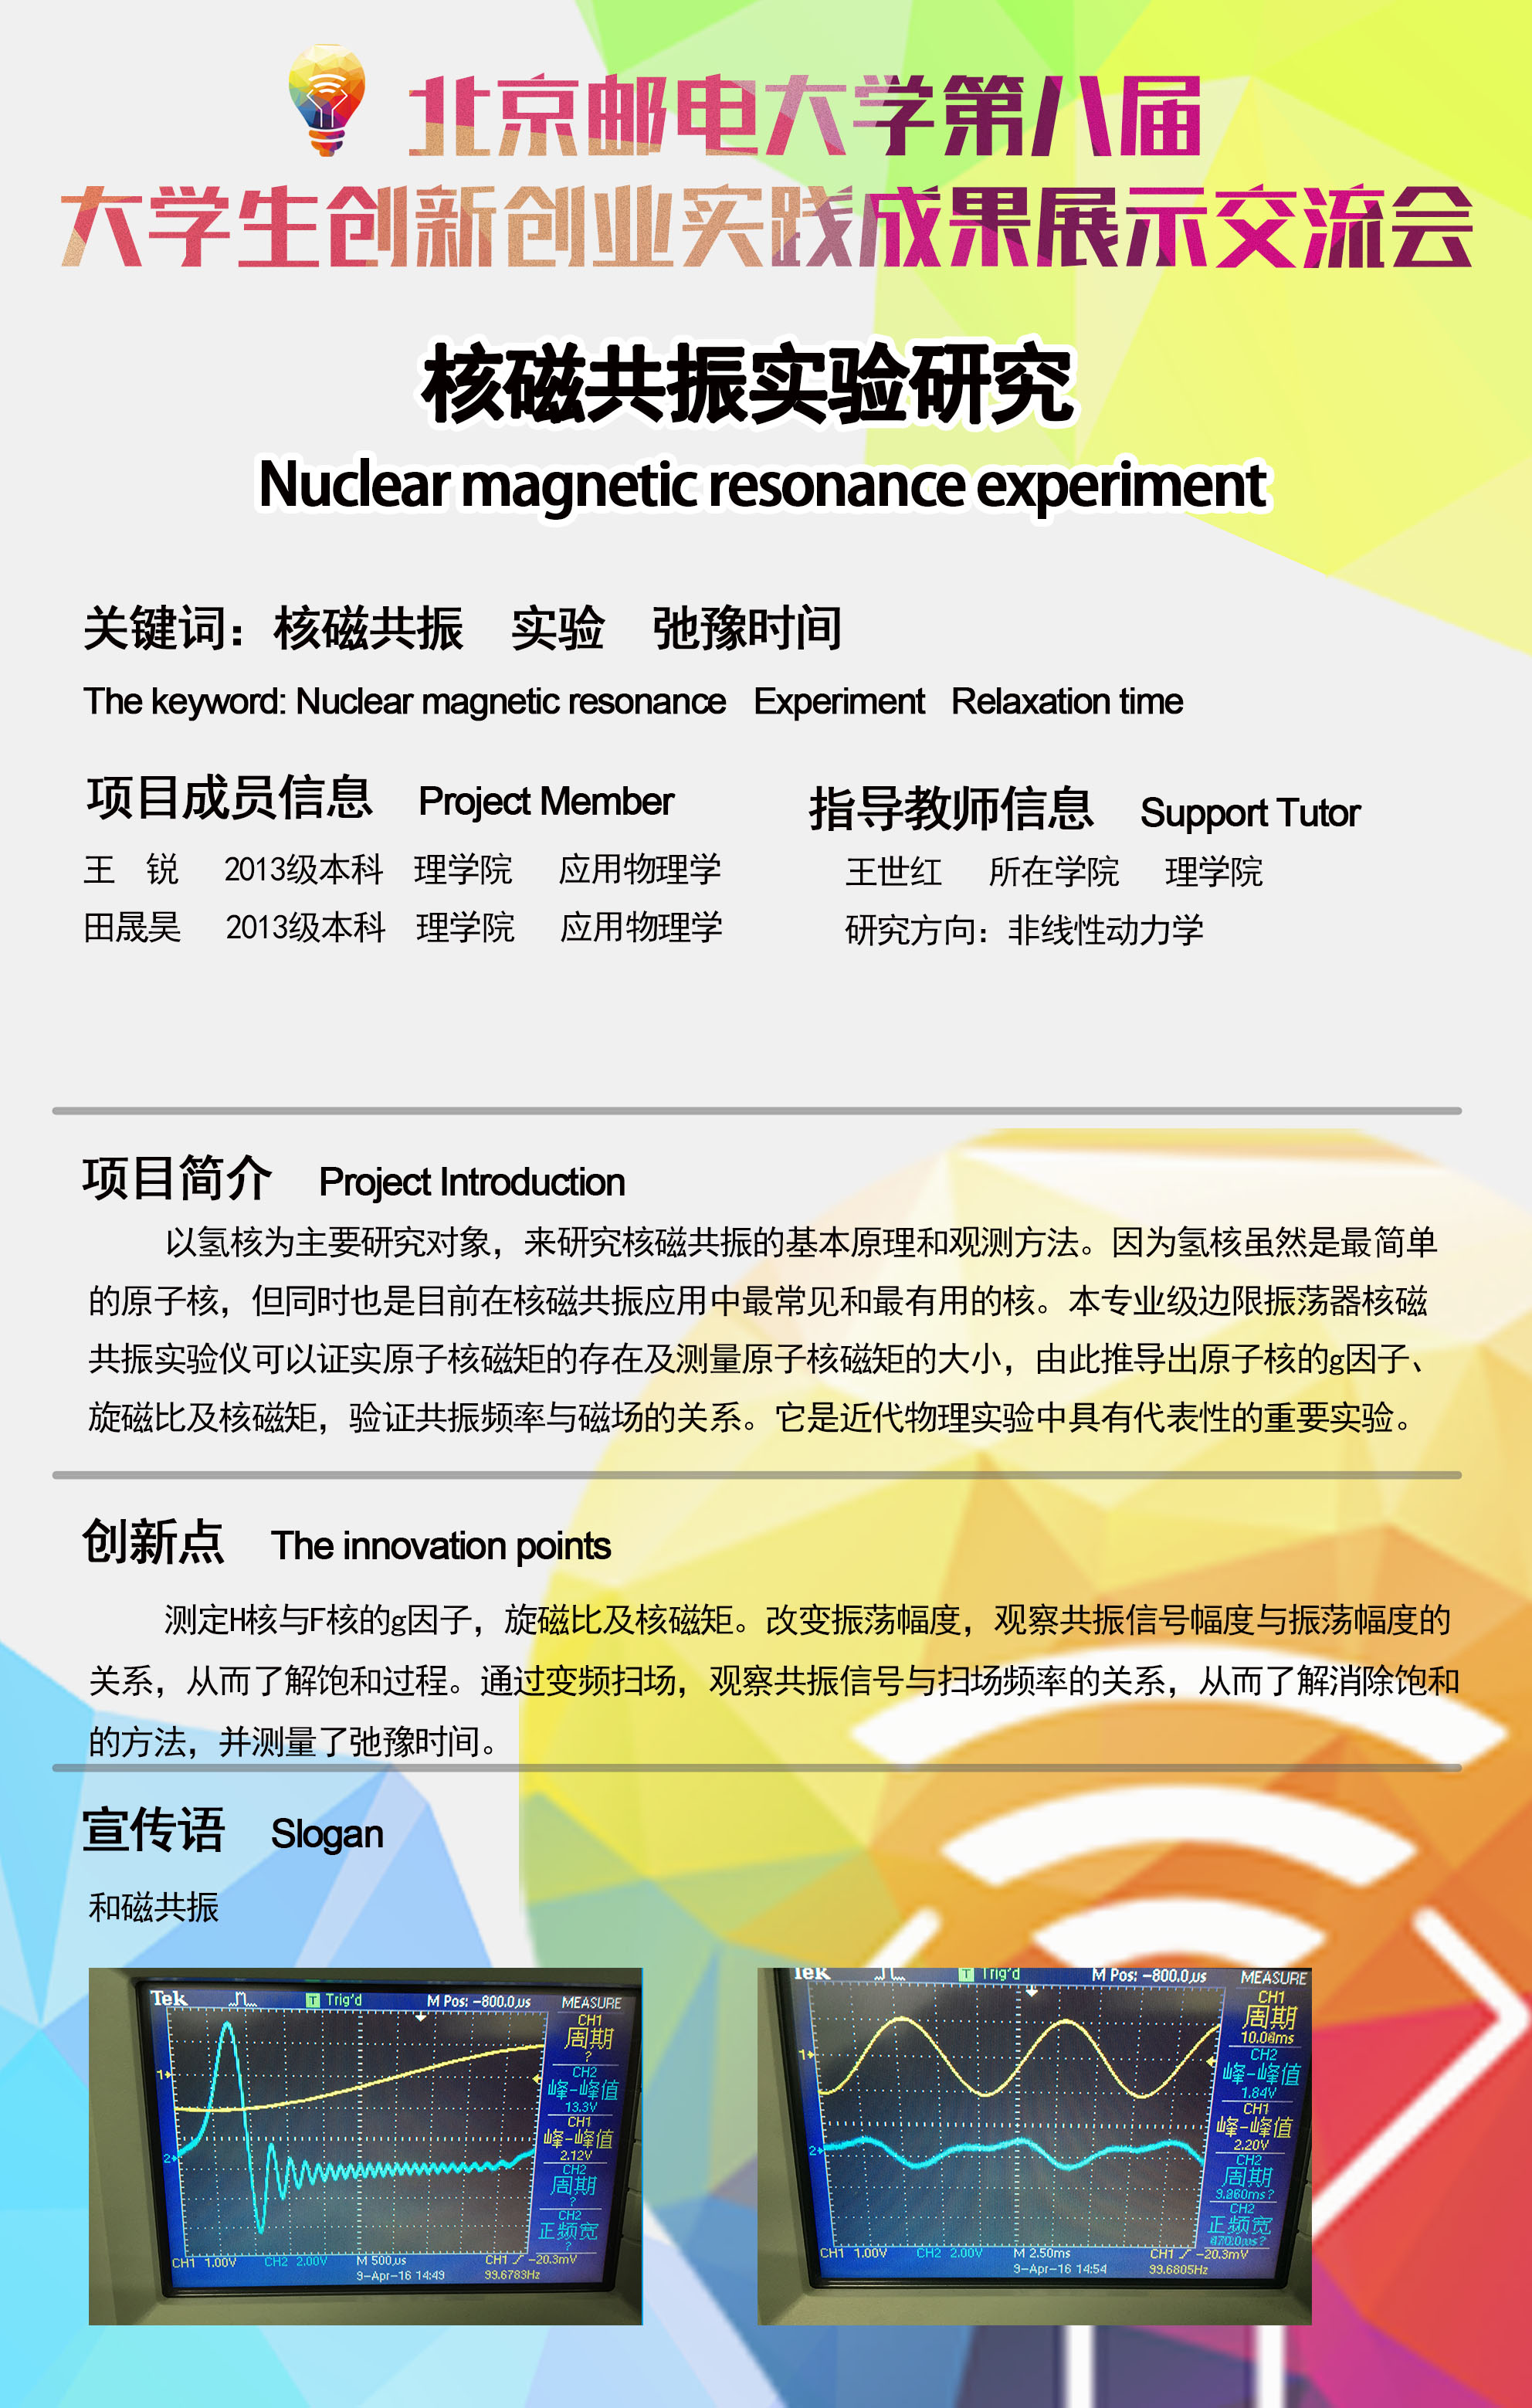 北京邮电大学第八届
大学生创新创业实践成果展示交流会
核磁共振实验研究
Nuclear magnetic resonance experiment
关键词：核磁共振 实验 弛豫时间
The keyword: Nuclear magnetic resonance Experiment Relaxation time
项目成员信息 Project Member
王 锐 2013级本科 理学院 应用物理学
田晟昊 2013级本科 理学院 应用物理学
指导教师信息 Support Tutor
王世红 所在学院 理学院
研究方向：非线性动力学
项目简介 Project Introduction
以氢核为主要研究对象，来研究核磁共振的基本原理和观测方法。因为氢核虽然是最简单
的原子核，但同时也是目前在核磁共振应用中最常见和最有用的核。本专业级边限振荡器核磁
共振实验仪可以证实原子核磁矩的存在及测量原子核磁矩的大小，由此推导出原子核的g因子、
旋磁比及核磁矩，验证共振频率与磁场的关系。它是近代物理实验中具有代表性的重要实验。
创新点 The innovation points
测定H核与F核的g因子，旋磁比及核磁矩。改变振荡幅度，观察共振信号幅度与振荡幅度的
关系，从而了解饱和过程。通过变频扫场，观察共振信号与扫场频率的关系，从而了解消除饱和
的方法，并测量了弛豫时间。
宣传语 Slogan
和磁共振
Tek T Trig'd M Pos: -800.0µs MEASURE
CH1
周期
?
CH2
峰-峰值
13.3V
CH1
峰-峰值
2.12V
CH2
周期
?
CH2
正频宽
?
1
2
CH1 1.00V CH2 2.00V M 500µs CH1 -20.3mV
9-Apr-16 14:49 99.6783Hz
Tek T Trig'd M Pos: -800.0µs MEASURE
CH1
周期
10.00ms
CH2
峰-峰值
1.84V
CH1
峰-峰值
2.20V
CH2
周期
9.260ms?
CH2
正频宽
470.0µs?
1
2
CH1 1.00V CH2 2.00V M 2.50ms CH1 -20.3mV
9-Apr-16 14:54 99.6805Hz